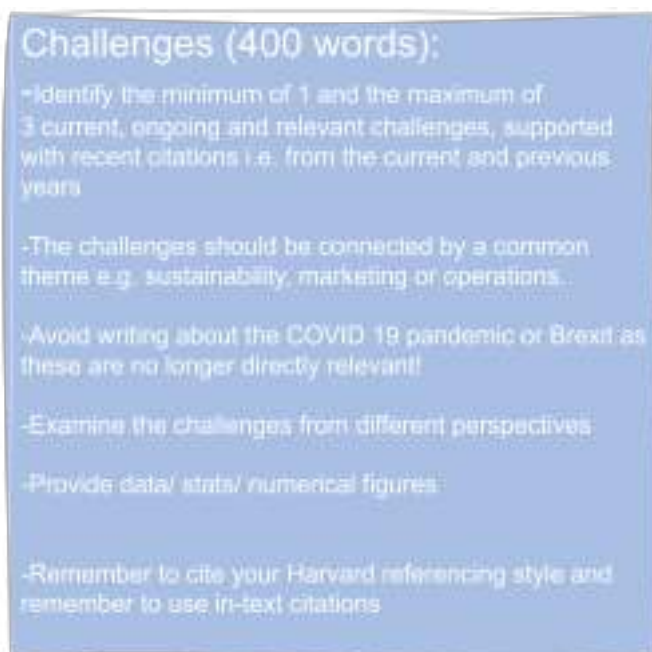 Challenges (400 words):
-Identify the minimum of 1 and the maximum of
3 current, ongoing and relevant challenges, supported
with recent citations i.e. from the current and previous
years
-The challenges should be connected by a common
theme e.g. sustainability, marketing or operations.
-Avoid writing about the COVID 19 pandemic or Brexit as
these are no longer directly relevant!
-Examine the challenges from different perspectives
-Provide data/ stats/ numerical figures
-Remember to cite your Harvard referencing style and
remember to use in-text citations